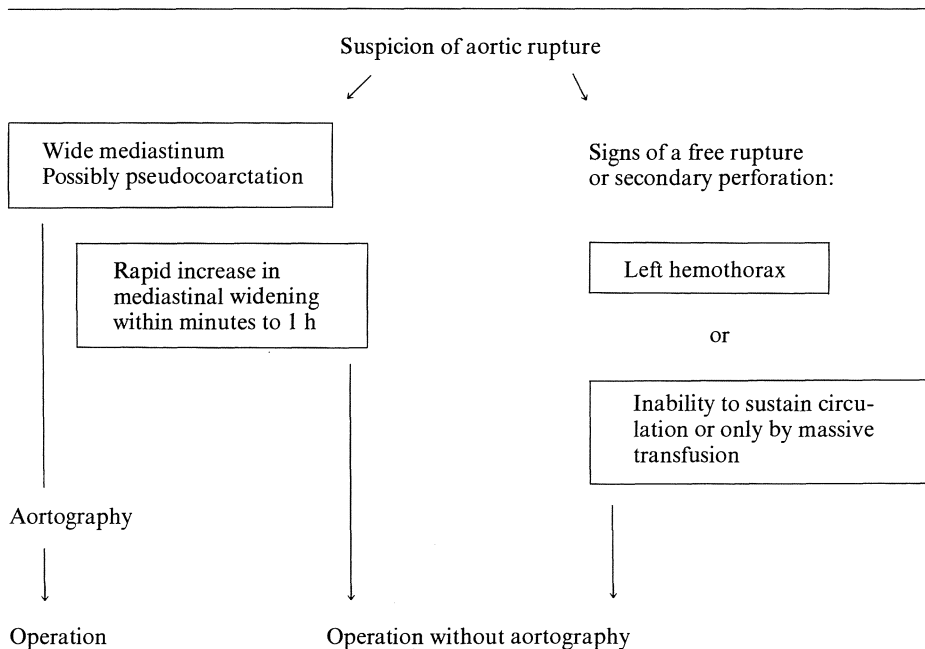 Suspicion of aortic rupture
Wide mediastinum
Possibly pseudocoarctation
Rapid increase in
mediastinal widening
within minutes to 1 h
Signs of a free rupture
or secondary perforation:
Left hemothorax
or
Inability to sustain circu-
lation or only by massive
transfusion
Aortography
Operation
Operation without aortography